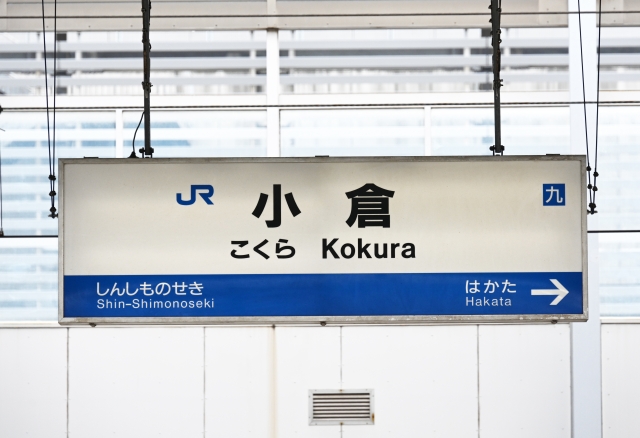 JR 小倉 九
こくら Kokura
しんしものせき はかた →
Shin-Shimonoseki Hakata